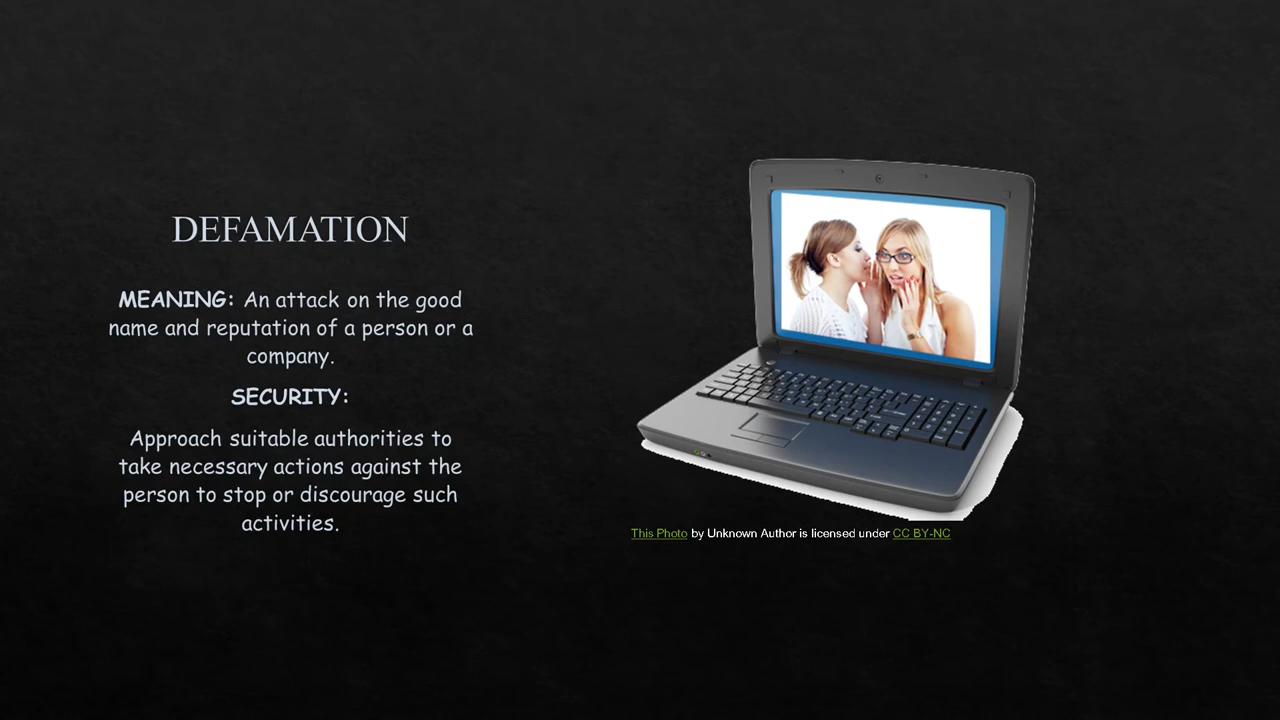 DEFAMATION
MEANING: An attack on the good
name and reputation of a person or a
company.
SECURITY:
Approach suitable authorities to
take necessary actions against the
person to stop or discourage such
activities.
This Photo by Unknown Author is licensed under CC BY-NC